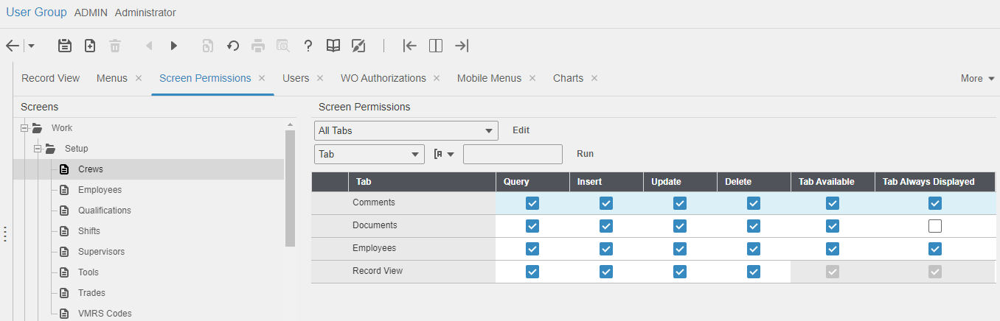 User Group ADMIN Administrator
Record View Menus Screen Permissions Users WO Authorizations Mobile Menus Charts More
Screens
Work
Setup
Crews
Employees
Qualifications
Shifts
Supervisors
Tools
Trades
VMRS Codes
Screen Permissions
All Tabs Edit
Tab Run
Tab Query Insert Update Delete Tab Available Tab Always Displayed
Comments
Documents
Employees
Record View